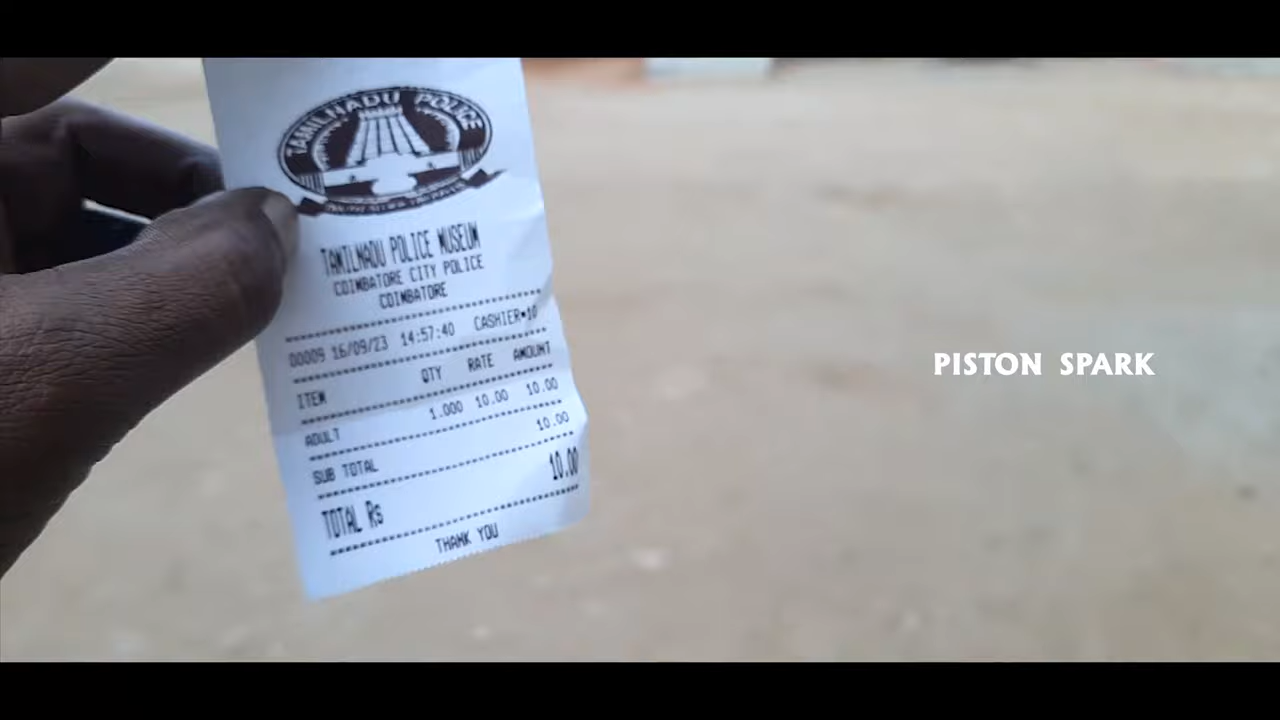 TAMILNADU POLICE
TAMILNADU POLICE MUSEUM
COIMBATORE CITY POLICE
COIMBATORE
00009 16/09/23 14:57:40 CASHIER*10
ITEM QTY RATE AMOUNT
ADULT 1.000 10.00 10.00
SUB TOTAL 10.00
TOTAL Rs 10.00
THANK YOU
PISTON SPARK